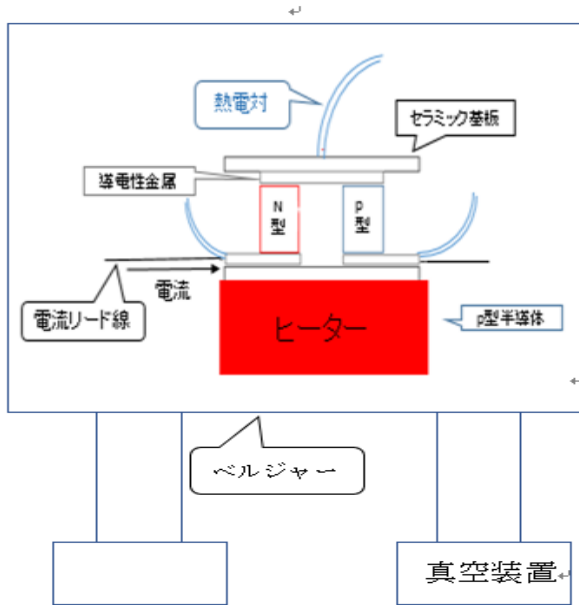 熱電対
セラミック基板
導電性金属
N
型
p
型
電流
電流リード線
ヒーター
p型半導体
ベルジャー
真空装置